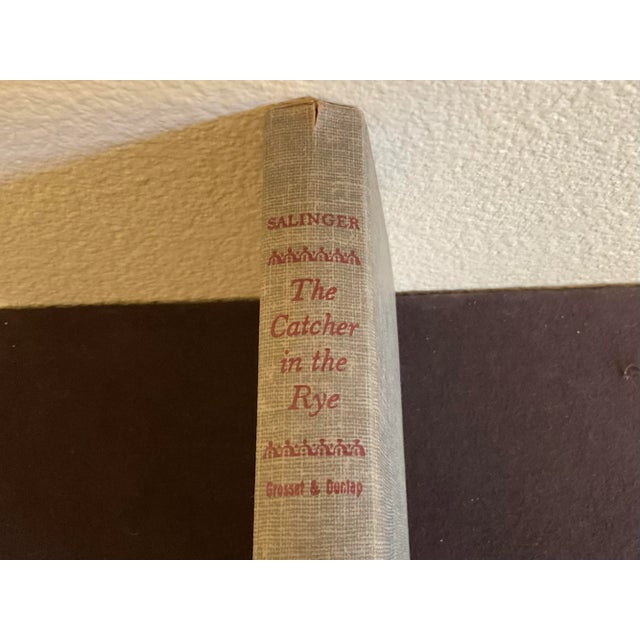 SALINGER
The
Catcher
in the
Rye
Grosset & Dunlap